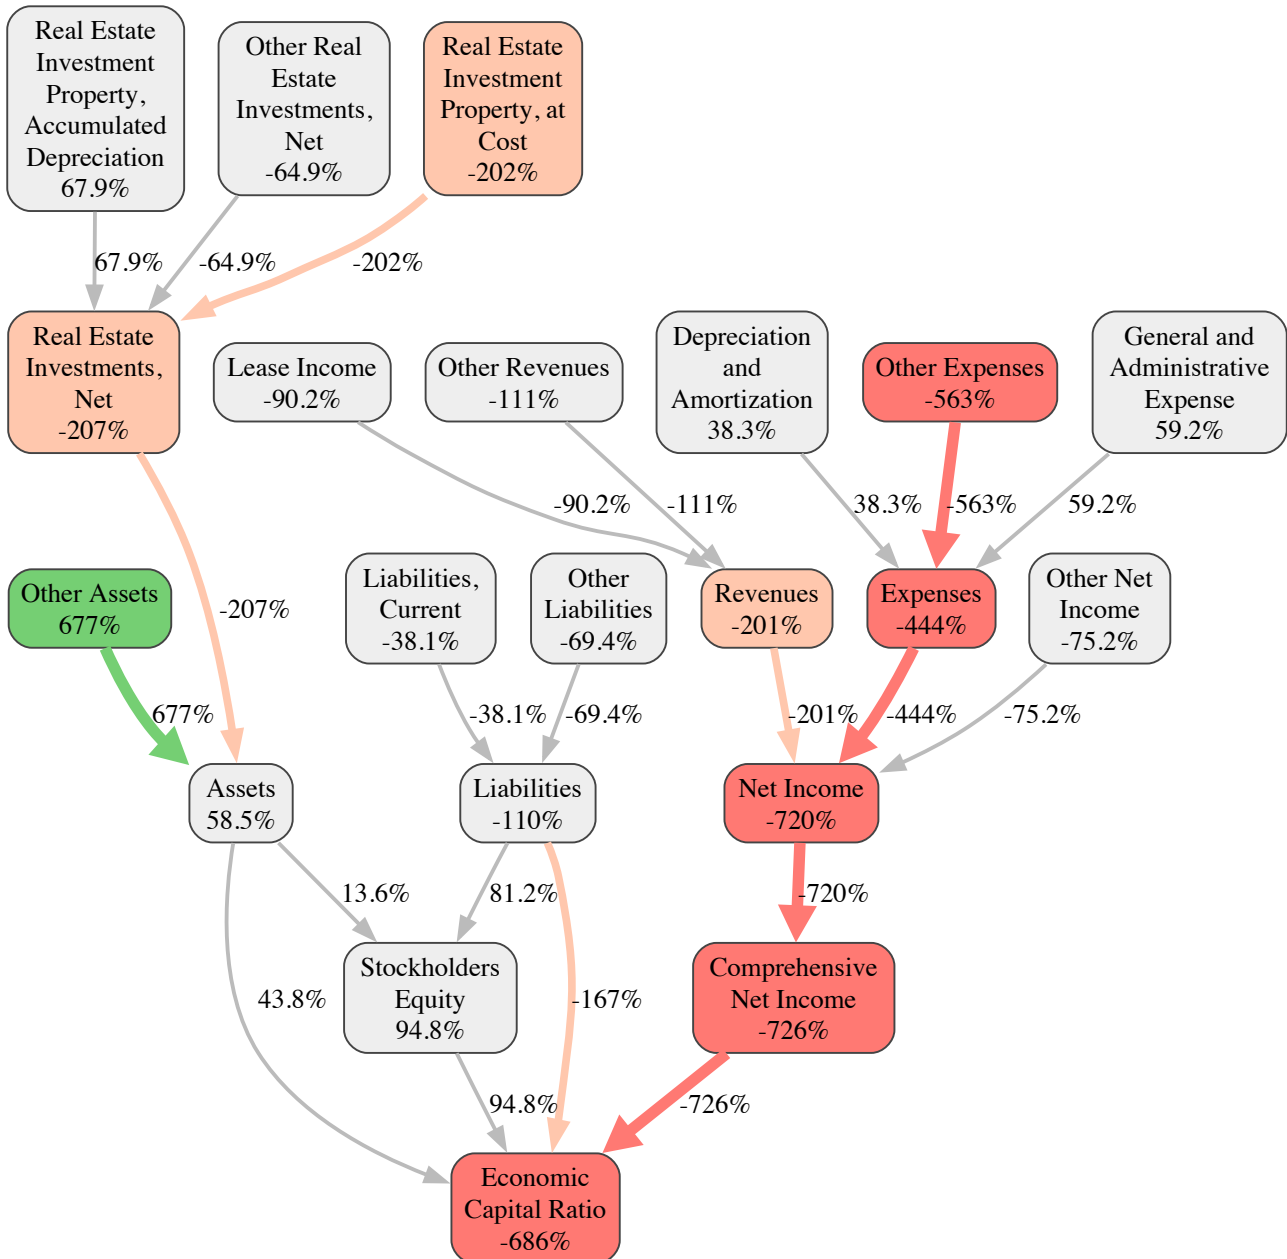 Real Estate
Investment
Property,
Accumulated
Depreciation
67.9%
Other Real
Estate
Investments,
Net
-64.9%
Real Estate
Investment
Property, at
Cost
-202%
67.9%
-64.9%
-202%
Real Estate
Investments,
Net
-207%
Lease Income
-90.2%
Other Revenues
-111%
Depreciation
and
Amortization
38.3%
Other Expenses
-563%
General and
Administrative
Expense
59.2%
-90.2%
-111%
38.3%
-563%
59.2%
Other Assets
677%
-207%
Liabilities,
Current
-38.1%
Other
Liabilities
-69.4%
Revenues
-201%
Expenses
-444%
Other Net
Income
-75.2%
677%
-38.1%
-69.4%
-201%
-444%
-75.2%
Assets
58.5%
Liabilities
-110%
Net Income
-720%
13.6%
81.2%
-720%
43.8%
Stockholders
Equity
94.8%
-167%
Comprehensive
Net Income
-726%
94.8%
-726%
Economic
Capital Ratio
-686%